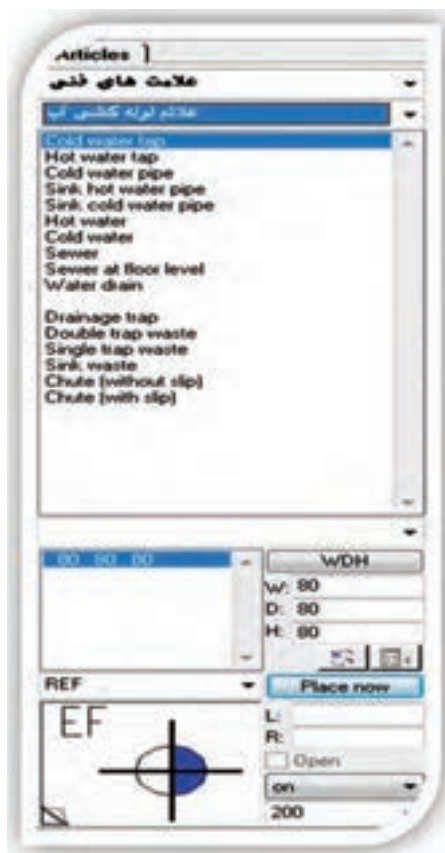 Articles
علامت های فنی
علائم لوله کشی آب
Cold water tap
Hot water tap
Cold water pipe
Sink hot water pipe
Sink cold water pipe
Hot water
Cold water
Sewer
Sewer at floor level
Water drain
Drainage trap
Double trap waste
Single trap waste
Sink waste
Chute (without slip)
Chute (with slip)
80 80 80
WDH
W: 80
D: 80
H: 80
REF
Place now
EF
L:
R:
Open
on
200